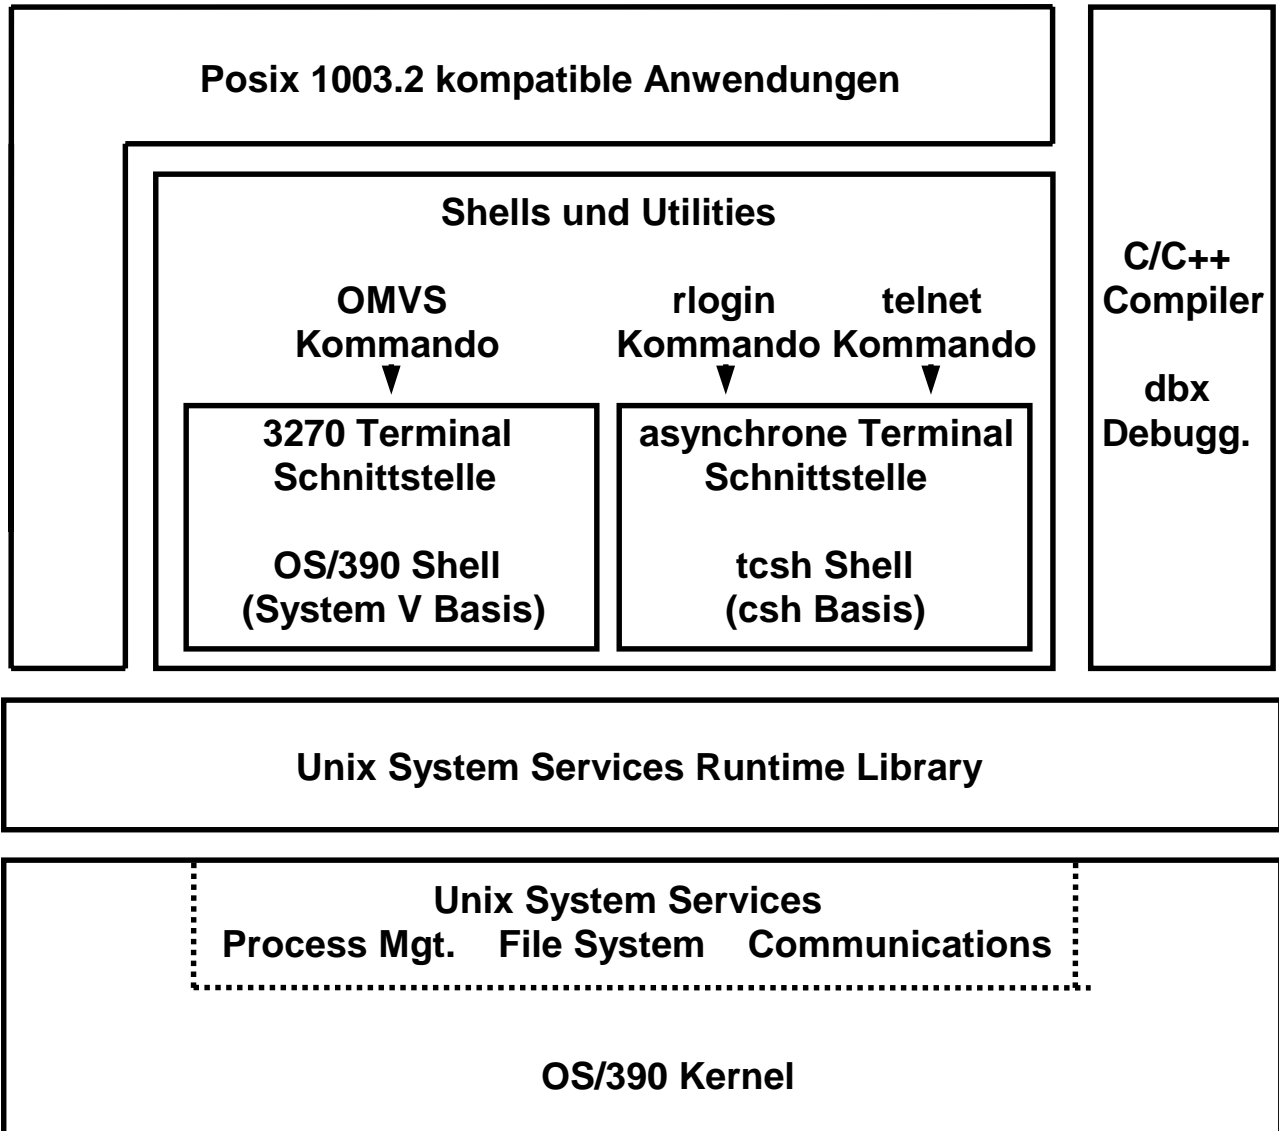 Posix 1003.2 kompatible Anwendungen
Shells und Utilities
OMVS
Kommando
rlogin
Kommando
telnet
Kommando
3270 Terminal
Schnittstelle
OS/390 Shell
(System V Basis)
asynchrone Terminal
Schnittstelle
tcsh Shell
(csh Basis)
C/C++
Compiler
dbx
Debugg.
Unix System Services Runtime Library
Unix System Services
Process Mgt. File System Communications
OS/390 Kernel